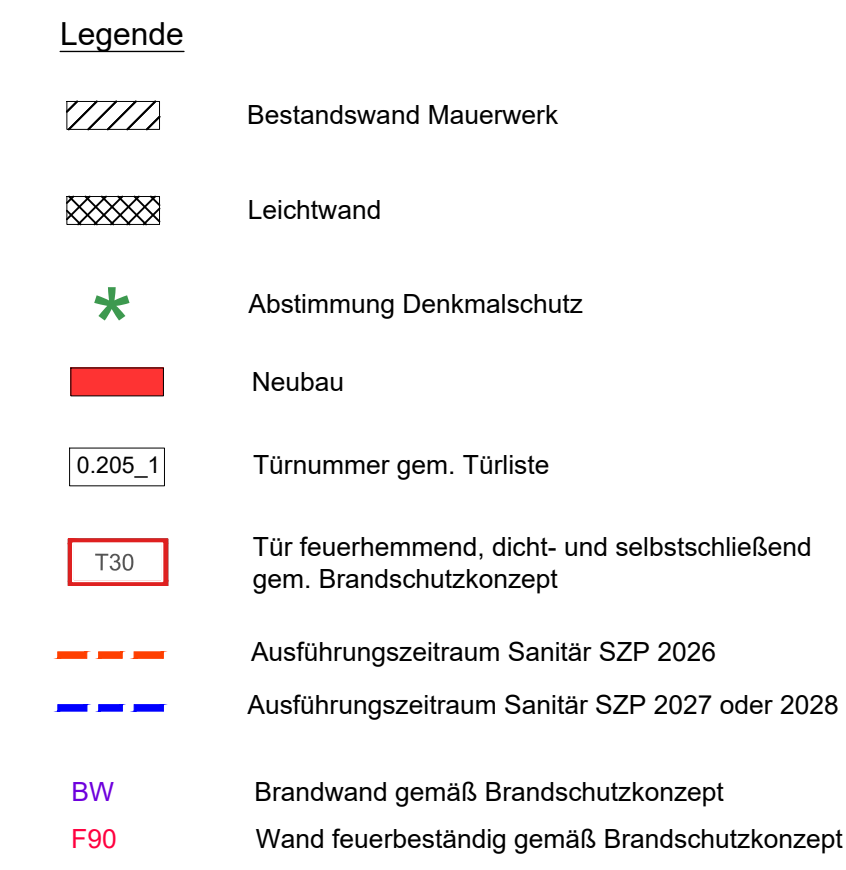 Legende
Bestandswand Mauerwerk
Leichtwand
Abstimmung Denkmalschutz
Neubau
0.205_1 Türnummer gem. Türliste
T30 Tür feuerhemmend, dicht- und selbstschließend
gem. Brandschutzkonzept
Ausführungszeitraum Sanitär SZP 2026
Ausführungszeitraum Sanitär SZP 2027 oder 2028
BW Brandwand gemäß Brandschutzkonzept
F90 Wand feuerbeständig gemäß Brandschutzkonzept